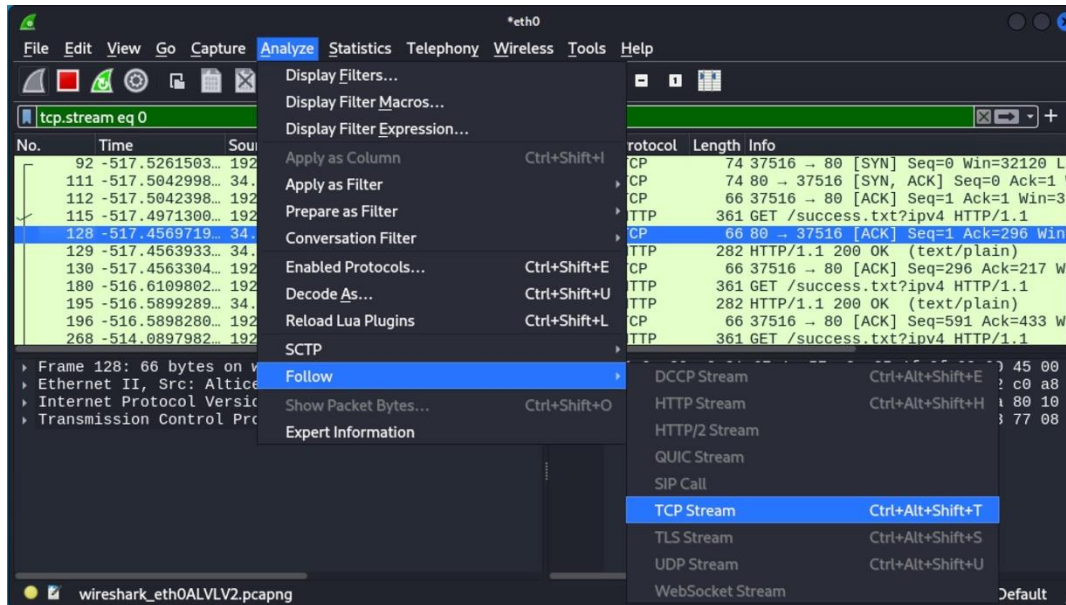 *eth0
File Edit View Go Capture Analyze Statistics Telephony Wireless Tools Help
tcp.stream eq 0
Display Filters...
Display Filter Macros...
Display Filter Expression...
Apply as Column Ctrl+Shift+I
Apply as Filter
Prepare as Filter
Conversation Filter
Enabled Protocols... Ctrl+Shift+E
Decode As... Ctrl+Shift+U
Reload Lua Plugins Ctrl+Shift+L
SCTP
Follow
Show Packet Bytes... Ctrl+Shift+O
Expert Information
DCCP Stream Ctrl+Alt+Shift+E
HTTP Stream Ctrl+Alt+Shift+H
HTTP/2 Stream
QUIC Stream
SIP Call
TCP Stream Ctrl+Alt+Shift+T
TLS Stream Ctrl+Alt+Shift+S
UDP Stream Ctrl+Alt+Shift+U
WebSocket Stream
No. Time Sou rotocol Length Info
92 -517.5261503… 192 CP 74 37516 → 80 [SYN] Seq=0 Win=32120 L
111 -517.5042998… 34. CP 74 80 → 37516 [SYN, ACK] Seq=0 Ack=1
112 -517.5042398… 192 CP 66 37516 → 80 [ACK] Seq=1 Ack=1 Win=3
115 -517.4971300… 192 TTP 361 GET /success.txt?ipv4 HTTP/1.1
128 -517.4569719… 34. CP 66 80 → 37516 [ACK] Seq=1 Ack=296 Win
129 -517.4563933… 34. TTP 282 HTTP/1.1 200 OK (text/plain)
130 -517.4563304… 192 CP 66 37516 → 80 [ACK] Seq=296 Ack=217 W
180 -516.6109802… 192 TTP 361 GET /success.txt?ipv4 HTTP/1.1
195 -516.5899289… 34. TTP 282 HTTP/1.1 200 OK (text/plain)
196 -516.5898280… 192 CP 66 37516 → 80 [ACK] Seq=591 Ack=433 W
268 -514.0897982… 192 TTP 361 GET /success.txt?ipv4 HTTP/1.1
Frame 128: 66 bytes on w
Ethernet II, Src: Altice
Internet Protocol Versic
Transmission Control Pro
45 00
c0 a8
80 10
77 08
wireshark_eth0ALVLV2.pcapng
Default